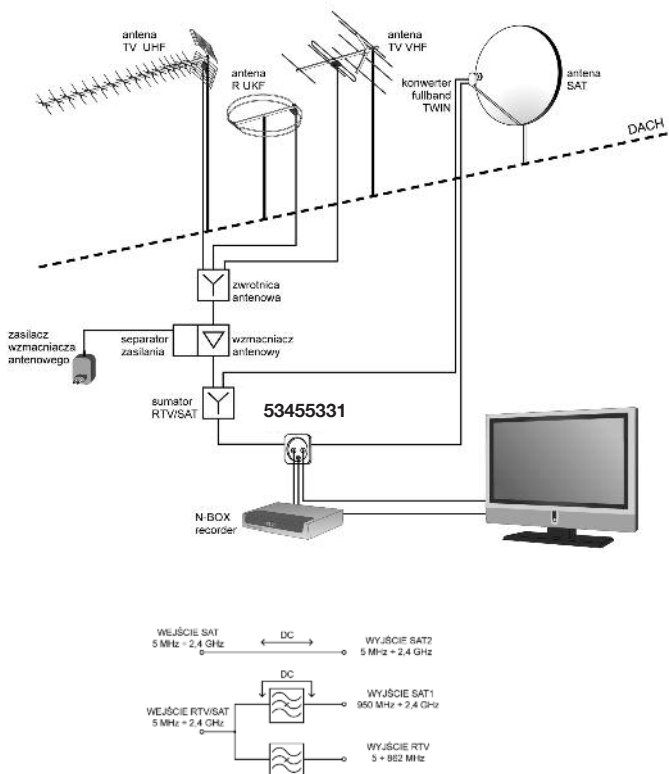 antena
TV UHF
antena
R UKF
antena
TV VHF
konwerter
fullband
TWIN
antena
SAT
DACH
zwrotnica
antenowa
zasilacz
wzmacniacza
antenowego
separator
zasilania
wzmacniacz
antenowy
sumator
RTV/SAT
53455331
N-BOX
recorder
WEJŚCIE SAT
5 MHz ÷ 2,4 GHz
DC
WYJŚCIE SAT2
5 MHz ÷ 2,4 GHz
DC
WEJŚCIE RTV/SAT
5 MHz ÷ 2,4 GHz
WYJŚCIE SAT1
950 MHz ÷ 2,4 GHz
WYJŚCIE RTV
5 ÷ 862 MHz